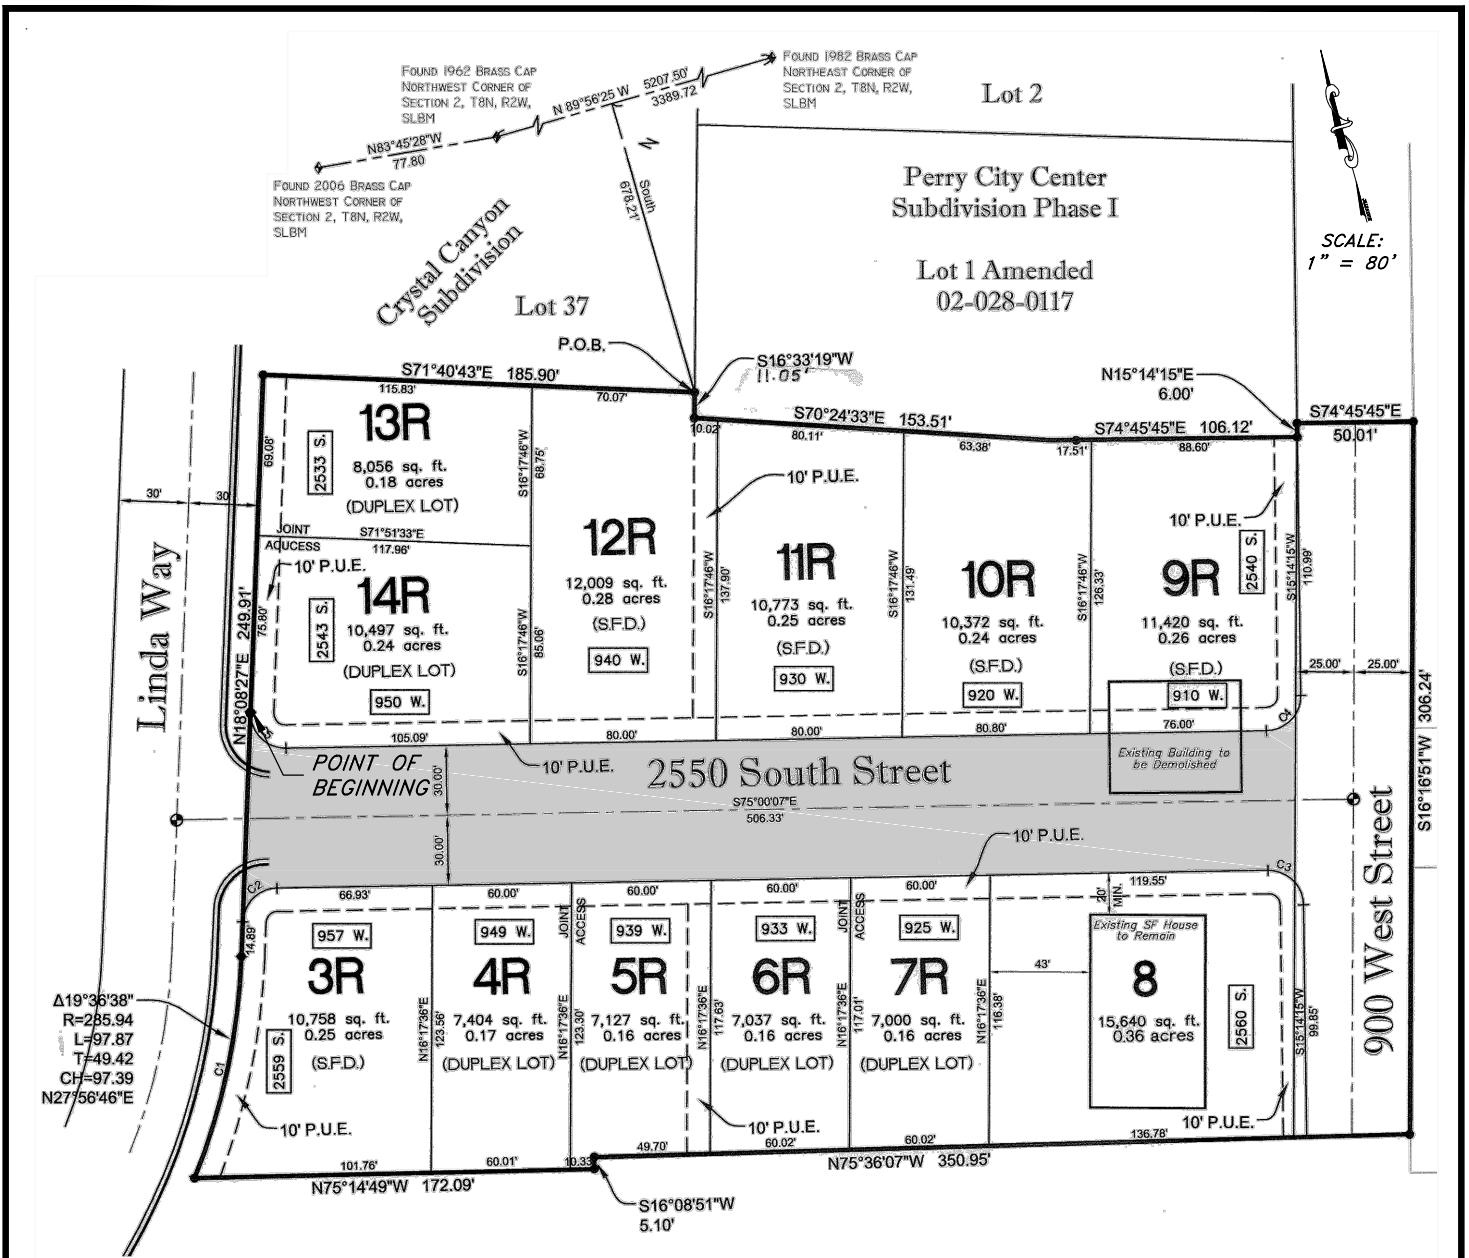 FOUND 1982 BRASS CAP
NORTHEAST CORNER OF
SECTION 2, T8N, R2W,
SLBM
FOUND 1962 BRASS CAP
NORTHWEST CORNER OF
SECTION 2, T8N, R2W,
SLBM
N 89°56'25 W 5207.50'
3389.72
N83°45'28"W
77.80
FOUND 2006 BRASS CAP
NORTHWEST CORNER OF
SECTION 2, T8N, R2W,
SLBM
South
678.21'
Lot 2
Perry City Center
Subdivision Phase I
Lot 1 Amended
02-028-0117
SCALE:
1" = 80'
Crystal Canyon
Subdivision
Lot 37
P.O.B.
S16°33'19"W
11.05'
N15°14'15"E
6.00'
S71°40'43"E 185.90'
115.83'
70.07'
S70°24'33"E 153.51'
10.02'
80.11'
63.38'
S74°45'45"E 106.12'
17.51'
88.60'
S74°45'45"E
50.01'
30'
30'
Linda Way
N18°08'27"E 249.91'
69.08'
75.80'
13R
2533 S.
8,056 sq. ft.
0.18 acres
(DUPLEX LOT)
S16°17'46"W
68.75'
JOINT
AQUCESS
S71°51'33"E
117.96'
10' P.U.E.
14R
2543 S.
10,497 sq. ft.
0.24 acres
(DUPLEX LOT)
950 W.
S16°17'46"W
85.06'
12R
12,009 sq. ft.
0.28 acres
(S.F.D.)
940 W.
S16°17'46"W
137.90'
10' P.U.E.
11R
10,773 sq. ft.
0.25 acres
(S.F.D.)
930 W.
S16°17'46"W
131.49'
10R
10,372 sq. ft.
0.24 acres
(S.F.D.)
920 W.
S16°17'46"W
126.33'
10' P.U.E.
9R
2540 S.
11,420 sq. ft.
0.26 acres
(S.F.D.)
910 W.
S15°14'15"W
110.99'
25.00'
25.00'
S16°16'51"W 306.24'
C4
105.09'
80.00'
80.00'
80.80'
76.00'
POINT OF
BEGINNING
10' P.U.E.
30.00'
30.00'
2550 South Street
S75°00'07"E
506.33'
Existing Building to
be Demolished
10' P.U.E.
900 West Street
C2
C3
66.93'
60.00'
60.00'
60.00'
60.00'
119.55'
20'
MIN.
14.89'
957 W.
3R
10,758 sq. ft.
0.25 acres
(S.F.D.)
2559 S.
N16°17'36"E
123.56'
949 W.
4R
7,404 sq. ft.
0.17 acres
(DUPLEX LOT)
JOINT
ACCESS
N16°17'36"E
123.30'
939 W.
5R
7,127 sq. ft.
0.16 acres
(DUPLEX LOT)
N16°17'36"E
117.63'
933 W.
6R
7,037 sq. ft.
0.16 acres
(DUPLEX LOT)
JOINT
ACCESS
N16°17'36"E
117.01'
925 W.
7R
7,000 sq. ft.
0.16 acres
(DUPLEX LOT)
N16°17'36"E
116.38'
43'
Existing SF House
to Remain
8
15,640 sq. ft.
0.36 acres
2560 S.
S15°14'15"W
99.85'
Δ19°36'38"
R=285.94
L=97.87
T=49.42
CH=97.39
N27°56'46"E
C1
10' P.U.E.
10' P.U.E.
10' P.U.E.
101.76'
60.01'
10.33'
49.70'
60.02'
60.02'
136.78'
N75°14'49"W 172.09'
N75°36'07"W 350.95'
S16°08'51"W
5.10'